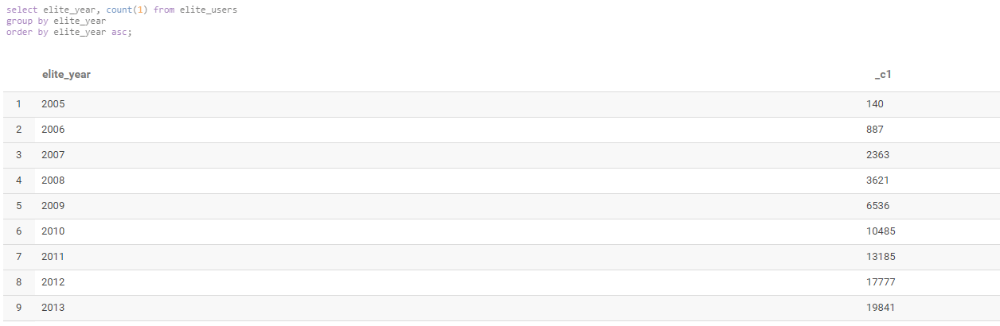 select elite_year, count(1) from elite_users
group by elite_year
order by elite_year asc;
elite_year _c1
1 2005 140
2 2006 887
3 2007 2363
4 2008 3621
5 2009 6536
6 2010 10485
7 2011 13185
8 2012 17777
9 2013 19841